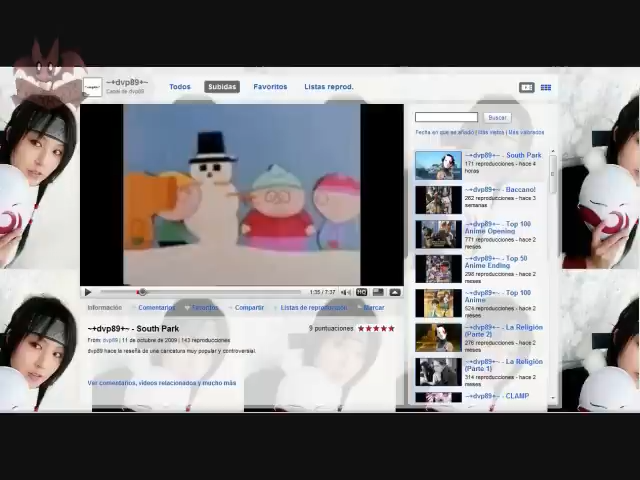 ~+dvp89+~
Canal de dvp89
Todos
Subidas
Favoritos
Listas reprod.
Buscar
Fecha en que se añadió | Más vistos | Más valorados
~+dvp89+~ - South Park
171 reproducciones - hace 4
horas
~+dvp89+~ - Baccano!
262 reproducciones - hace 3
semanas
~+dvp89+~ - Top 100
Anime Opening
771 reproducciones - hace 2
meses
~+dvp89+~ - Top 50
Anime Ending
298 reproducciones - hace 2
meses
~+dvp89+~ - Top 100
Anime
524 reproducciones - hace 2
meses
~+dvp89+~ - La Religión
(Parte 2)
276 reproducciones - hace 2
meses
~+dvp89+~ - La Religión
(Parte 1)
314 reproducciones - hace 2
meses
~+dvp89+~ - CLAMP
1:35 / 7:37
HQ
Información
Comentarios
Favoritos
Compartir
Listas de reproducción
Marcar
~+dvp89+~ - South Park
9 puntuaciones
From: dvp89 | 11 de octubre de 2009 | 143 reproducciones
dvp89 hace la reseña de una caricatura muy popular y controversial.
Ver comentarios, videos relacionados y mucho más